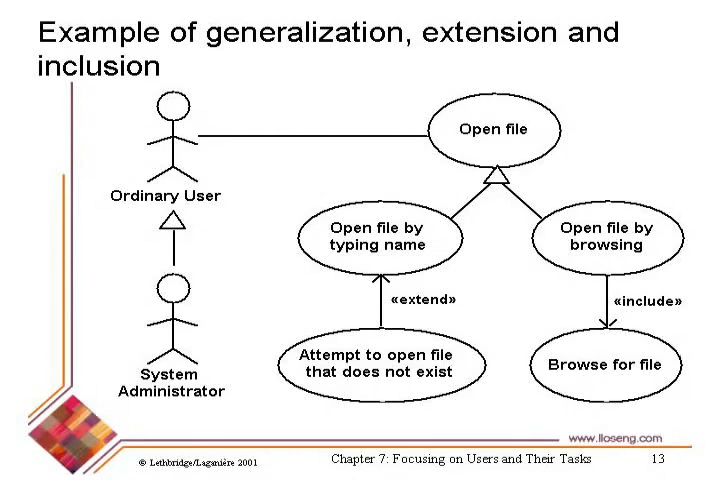 Example of generalization, extension and
inclusion
Open file
Ordinary User
Open file by
typing name
Open file by
browsing
«extend»
«include»
Attempt to open file
that does not exist
Browse for file
System
Administrator
www.lloseng.com
© Lethbridge/Laganière 2001
Chapter 7: Focusing on Users and Their Tasks
13